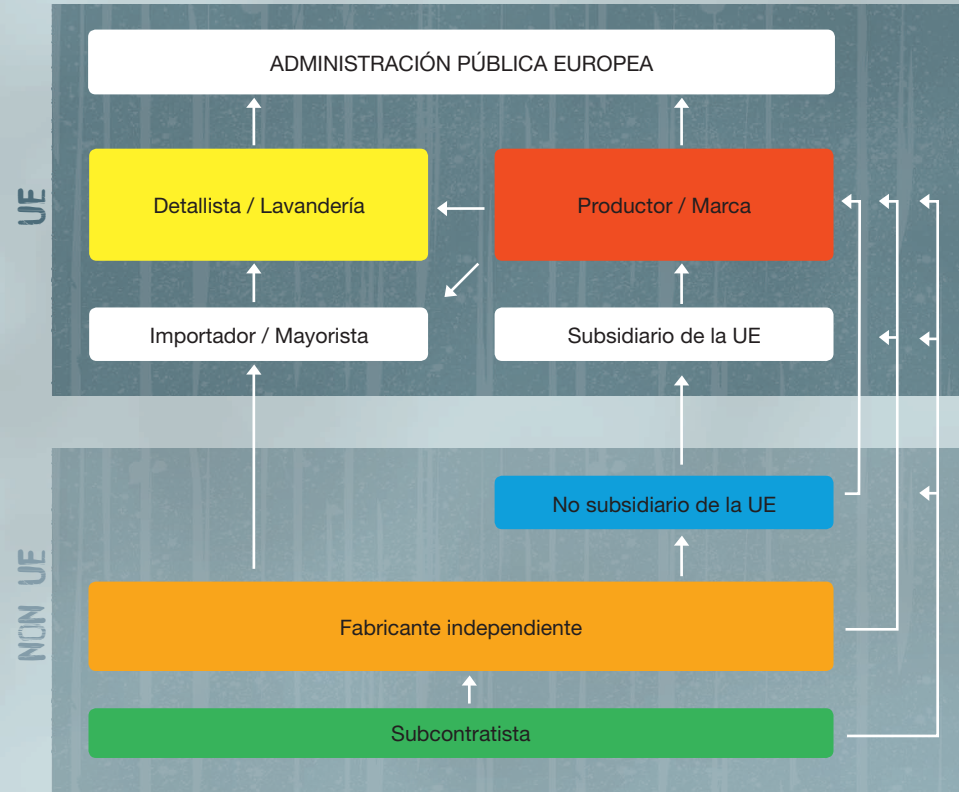 ADMINISTRACIÓN PÚBLICA EUROPEA
UE
Detallista / Lavandería
Productor / Marca
Importador / Mayorista
Subsidiario de la UE
NON UE
No subsidiario de la UE
Fabricante independiente
Subcontratista